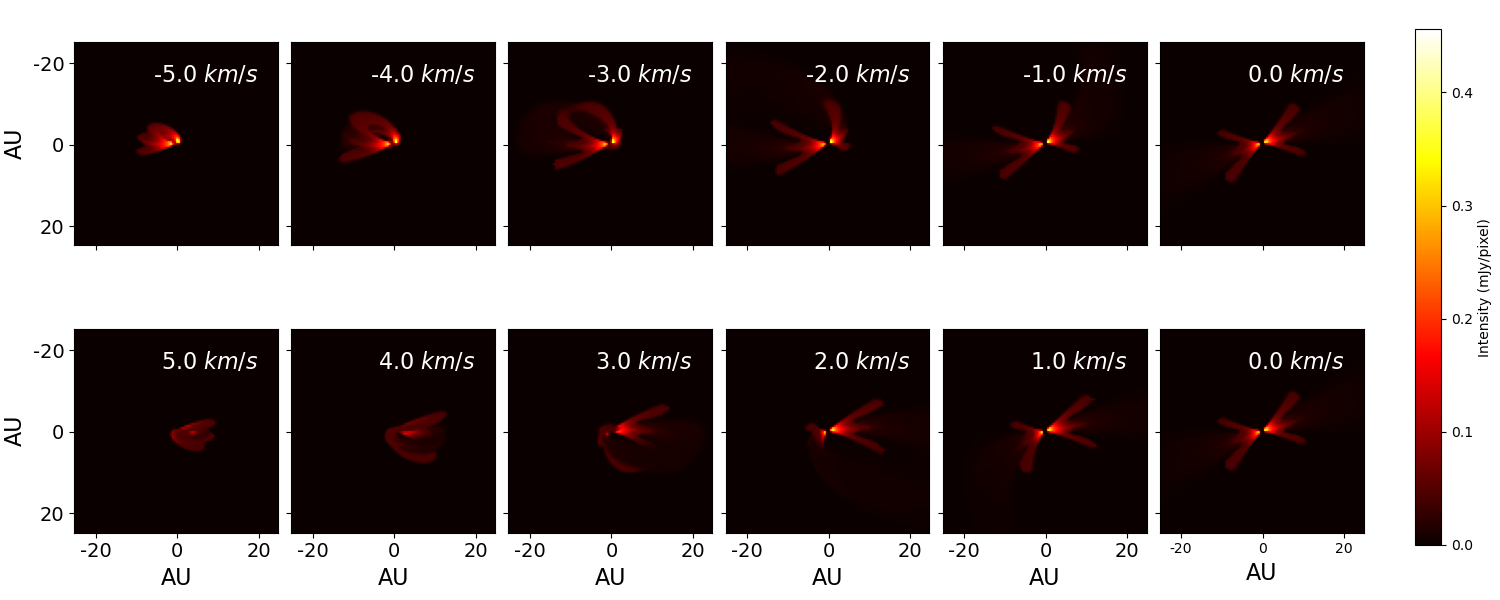 -5.0 km/s -4.0 km/s -3.0 km/s -2.0 km/s -1.0 km/s 0.0 km/s
-20
0
20
AU
5.0 km/s 4.0 km/s 3.0 km/s 2.0 km/s 1.0 km/s 0.0 km/s
-20
0
20
AU
-20 0 20 -20 0 20 -20 0 20 -20 0 20 -20 0 20 -20 0 20
AU AU AU AU AU AU
0.4
0.3
0.2
0.1
0.0
Intensity (mJy/pixel)